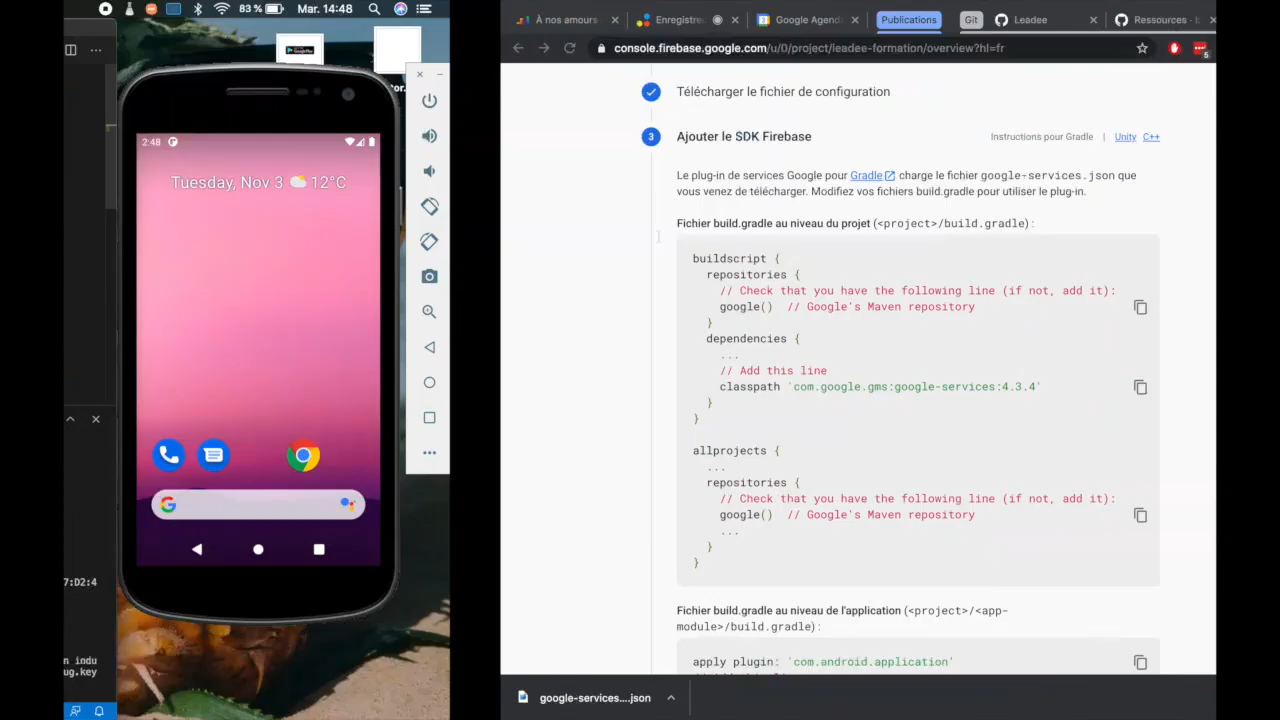 83 %
Mar. 14:48
À nos amours
Enregistre
Google Agend
Publications
Git
Leadee
Ressources - b
console.firebase.google.com/u/0/project/leadee-formation/overview?hl=fr
5
tor.
2:48
Tuesday, Nov 3
12°C
7:D2:4
n indu
ug.key
Télécharger le fichier de configuration
3
Ajouter le SDK Firebase
Instructions pour Gradle | Unity C++
Le plug-in de services Google pour Gradle charge le fichier google-services.json que
vous venez de télécharger. Modifiez vos fichiers build.gradle pour utiliser le plug-in.
Fichier build.gradle au niveau du projet (<project>/build.gradle) :
buildscript {
repositories {
// Check that you have the following line (if not, add it):
google() // Google's Maven repository
}
dependencies {
...
// Add this line
classpath 'com.google.gms:google-services:4.3.4'
}
}
allprojects {
...
repositories {
// Check that you have the following line (if not, add it):
google() // Google's Maven repository
...
}
}
Fichier build.gradle au niveau de l'application (<project>/<app-
module>/build.gradle) :
apply plugin: 'com.android.application'
google-services....json